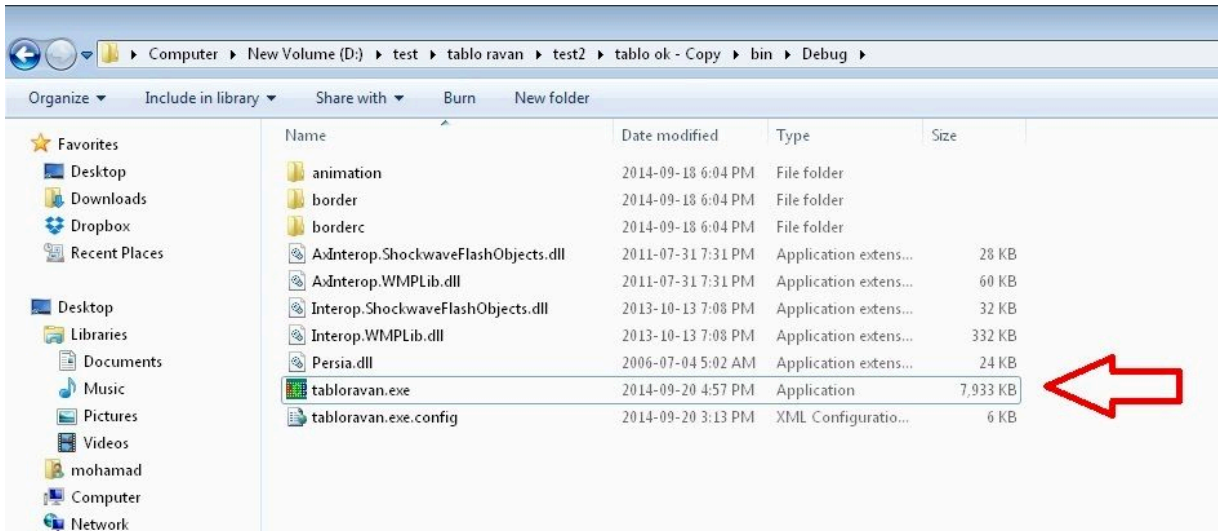 Computer ▸ New Volume (D:) ▸ test ▸ tablo ravan ▸ test2 ▸ tablo ok - Copy ▸ bin ▸ Debug ▸
Organize Include in library Share with Burn New folder
Favorites
Desktop
Downloads
Dropbox
Recent Places
Desktop
Libraries
Documents
Music
Pictures
Videos
mohamad
Computer
Network
Name Date modified Type Size
animation 2014-09-18 6:04 PM File folder
border 2014-09-18 6:04 PM File folder
borderc 2014-09-18 6:04 PM File folder
AxInterop.ShockwaveFlashObjects.dll 2011-07-31 7:31 PM Application extens... 28 KB
AxInterop.WMPLib.dll 2011-07-31 7:31 PM Application extens... 60 KB
Interop.ShockwaveFlashObjects.dll 2013-10-13 7:08 PM Application extens... 32 KB
Interop.WMPLib.dll 2013-10-13 7:08 PM Application extens... 332 KB
Persia.dll 2006-07-04 5:02 AM Application extens... 24 KB
tabloravan.exe 2014-09-20 4:57 PM Application 7,933 KB
tabloravan.exe.config 2014-09-20 3:13 PM XML Configuratio... 6 KB